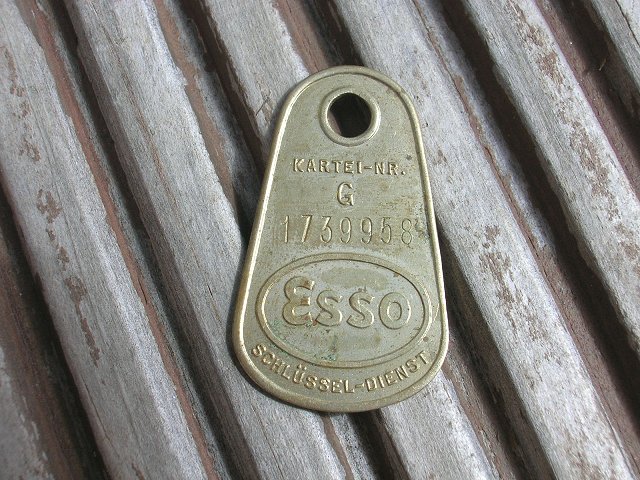 KARTEI-NR.
G
1739958
Esso
SCHLÜSSEL-DIENST